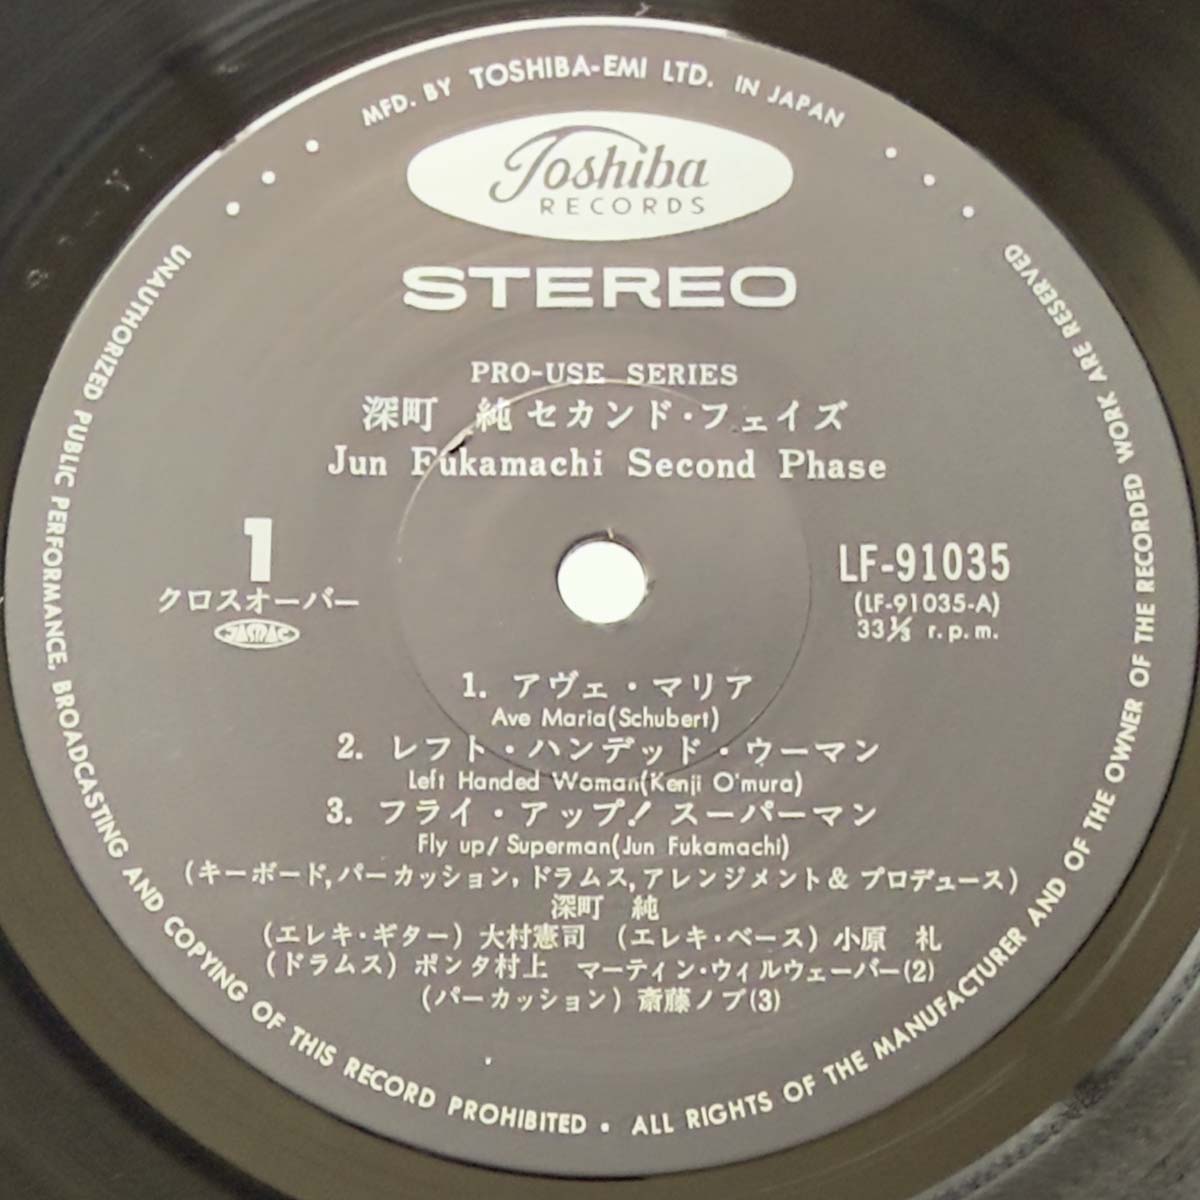 MFD. BY TOSHIBA-EMI LTD. IN JAPAN
Toshiba
RECORDS
STEREO
PRO-USE SERIES
深町 純 セカンド・フェイズ
Jun Fukamachi Second Phase
1
クロスオーバー
JASRAC
LF-91035
(LF-91035-A)
33⅓ r.p.m.
1. アヴェ・マリア
Ave Maria(Schubert)
2. レフト・ハンデッド・ウーマン
Left Handed Woman(Kenji O'mura)
3. フライ・アップ! スーパーマン
Fly up! Superman(Jun Fukamachi)
(キーボード,パーカッション,ドラムス,アレンジメント& プロデュース)
深町 純
(エレキ・ギター) 大村憲司 (エレキ・ベース) 小原 礼
(ドラムス) ポンタ村上 マーティン・ウィルウェーバー(2)
(パーカッション) 斎藤ノブ(3)
UNAUTHORIZED PUBLIC PERFORMANCE, BROADCASTING AND COPYING OF THIS RECORD PROHIBITED • ALL RIGHTS OF THE MANUFACTURER AND OF THE OWNER OF THE RECORDED WORK ARE RESERVED